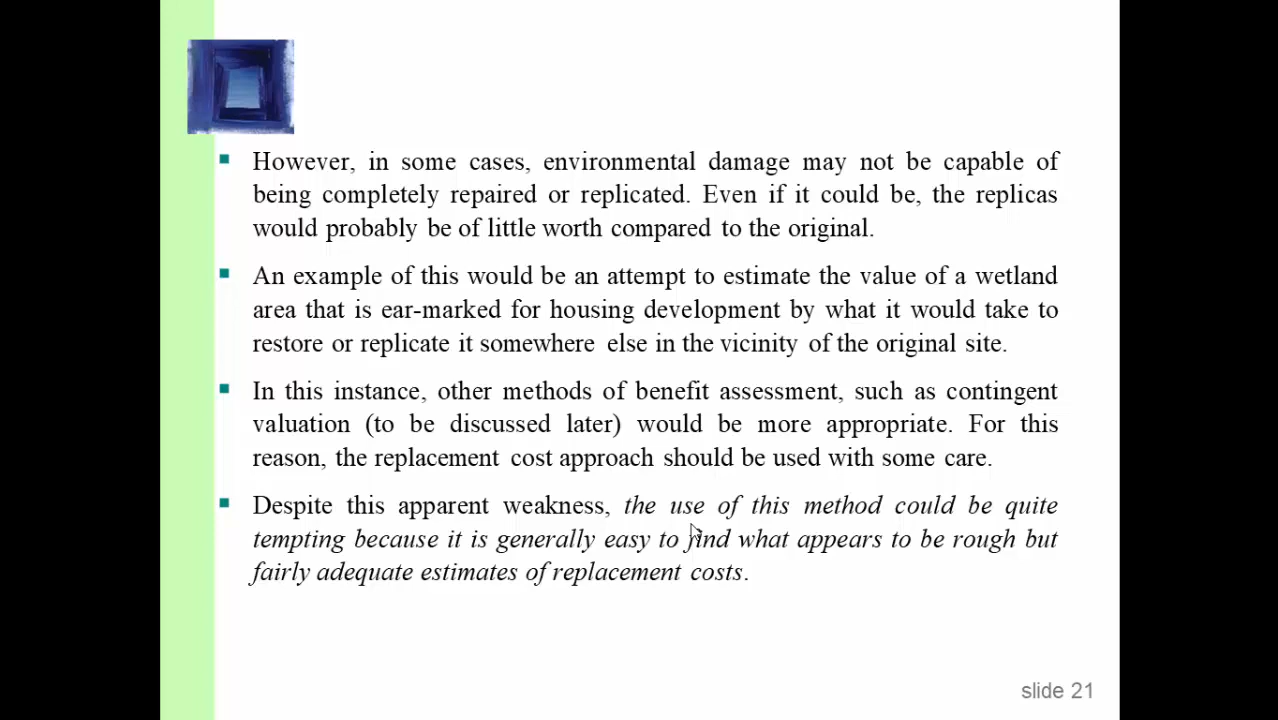 However, in some cases, environmental damage may not be capable of
being completely repaired or replicated. Even if it could be, the replicas
would probably be of little worth compared to the original.
An example of this would be an attempt to estimate the value of a wetland
area that is ear-marked for housing development by what it would take to
restore or replicate it somewhere else in the vicinity of the original site.
In this instance, other methods of benefit assessment, such as contingent
valuation (to be discussed later) would be more appropriate. For this
reason, the replacement cost approach should be used with some care.
Despite this apparent weakness, the use of this method could be quite
tempting because it is generally easy to find what appears to be rough but
fairly adequate estimates of replacement costs.
slide 21